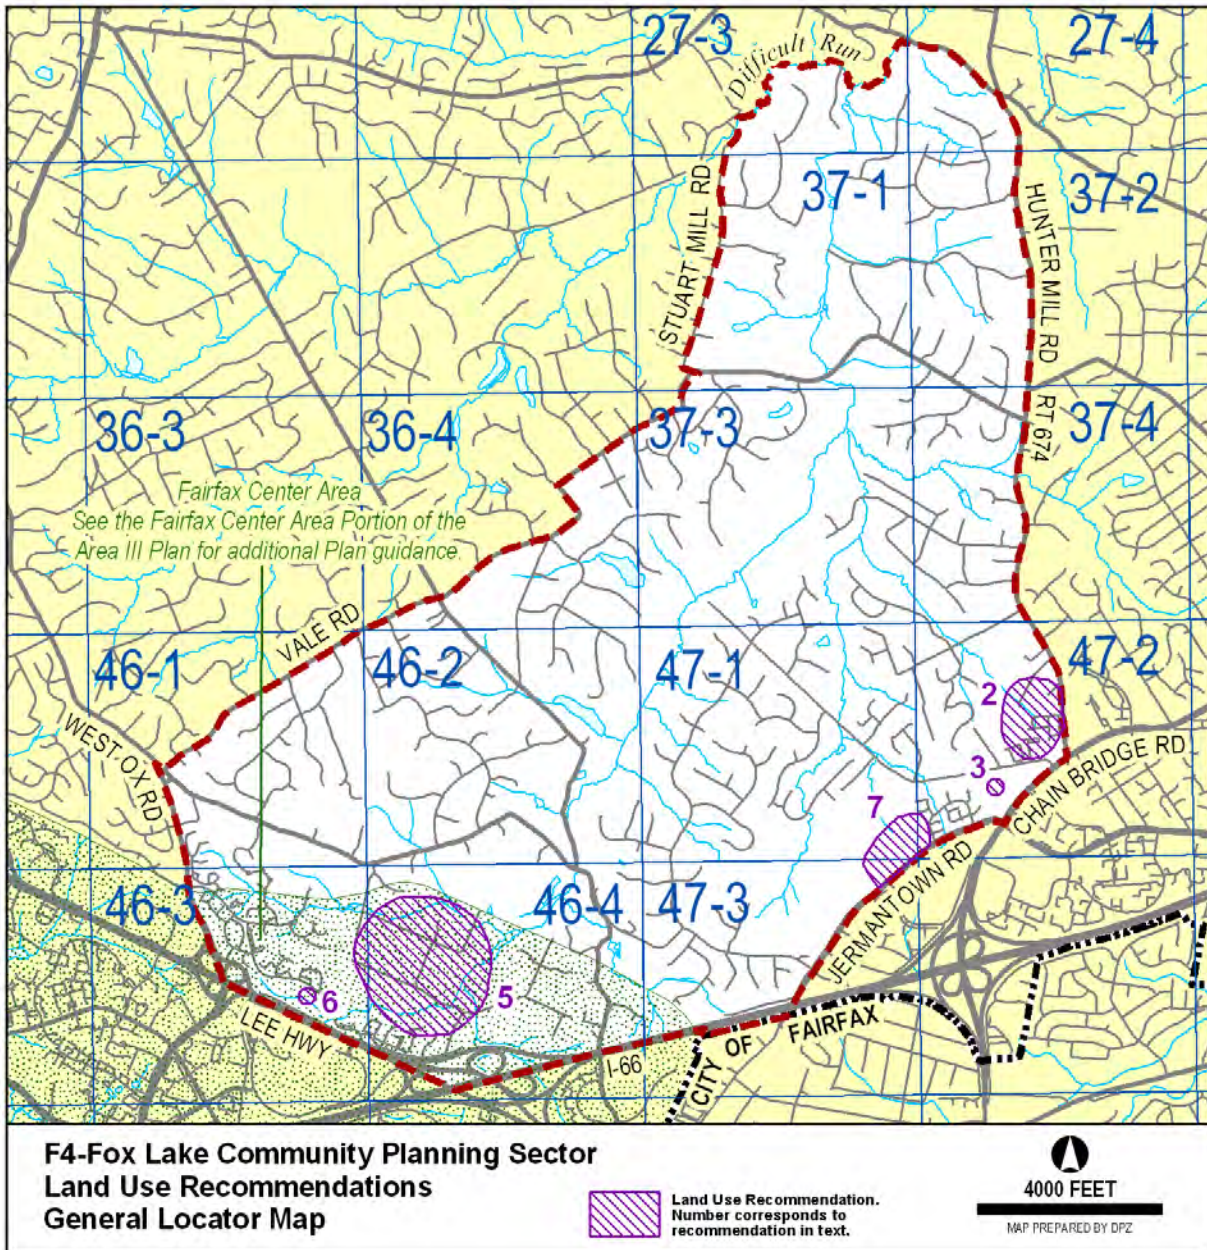 27-3
27-4
Difficult Run
37-1
37-2
STUART MILL RD
HUNTER MILL RD
RT 674
36-3
36-4
37-3
37-4
Fairfax Center Area
See the Fairfax Center Area Portion of the
Area III Plan for additional Plan guidance.
VALE RD
46-1
46-2
47-1
47-2
2
WEST OX RD
3
CHAIN BRIDGE RD
7
46-3
46-4
47-3
JERMANTOWN RD
6
5
LEE HWY
I-66
CITY OF FAIRFAX
F4-Fox Lake Community Planning Sector
Land Use Recommendations
General Locator Map
Land Use Recommendation.
Number corresponds to
recommendation in text.
4000 FEET
MAP PREPARED BY DPZ